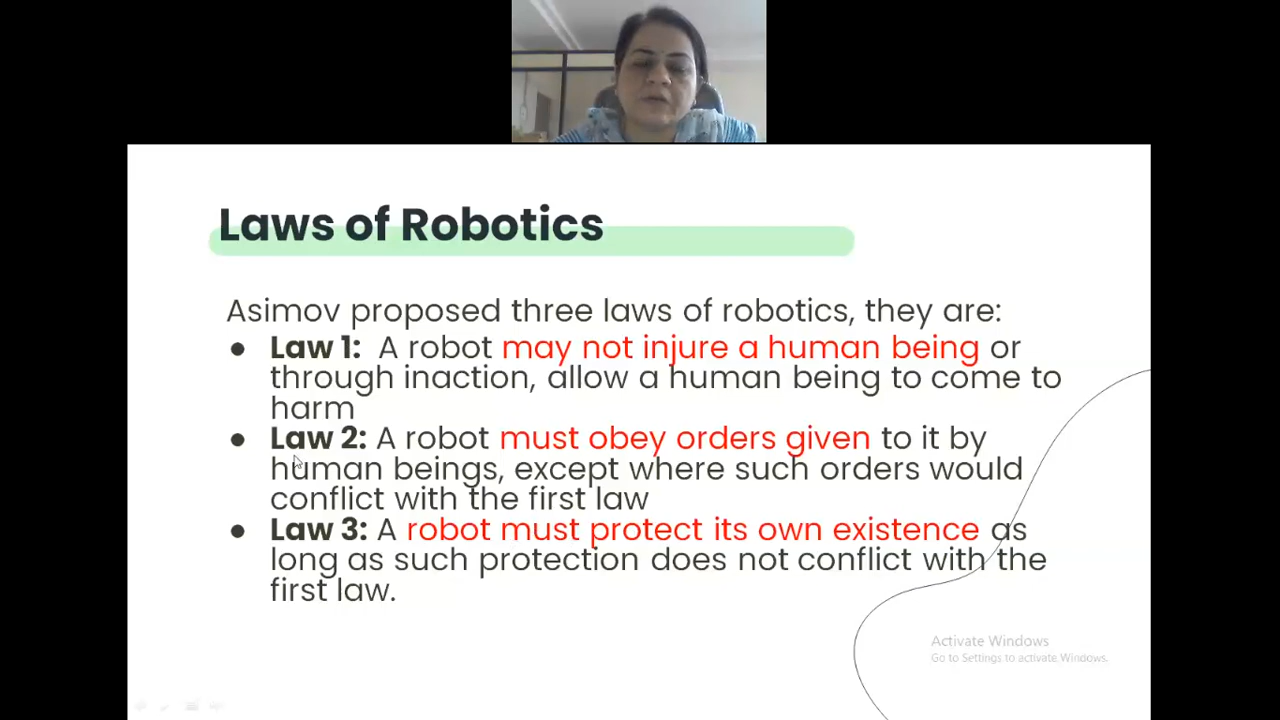 Laws of Robotics
Asimov proposed three laws of robotics, they are:
● Law 1: A robot may not injure a human being or
through inaction, allow a human being to come to
harm
● Law 2: A robot must obey orders given to it by
human beings, except where such orders would
conflict with the first law
● Law 3: A robot must protect its own existence as
long as such protection does not conflict with the
first law.
Activate Windows
Go to Settings to activate Windows.